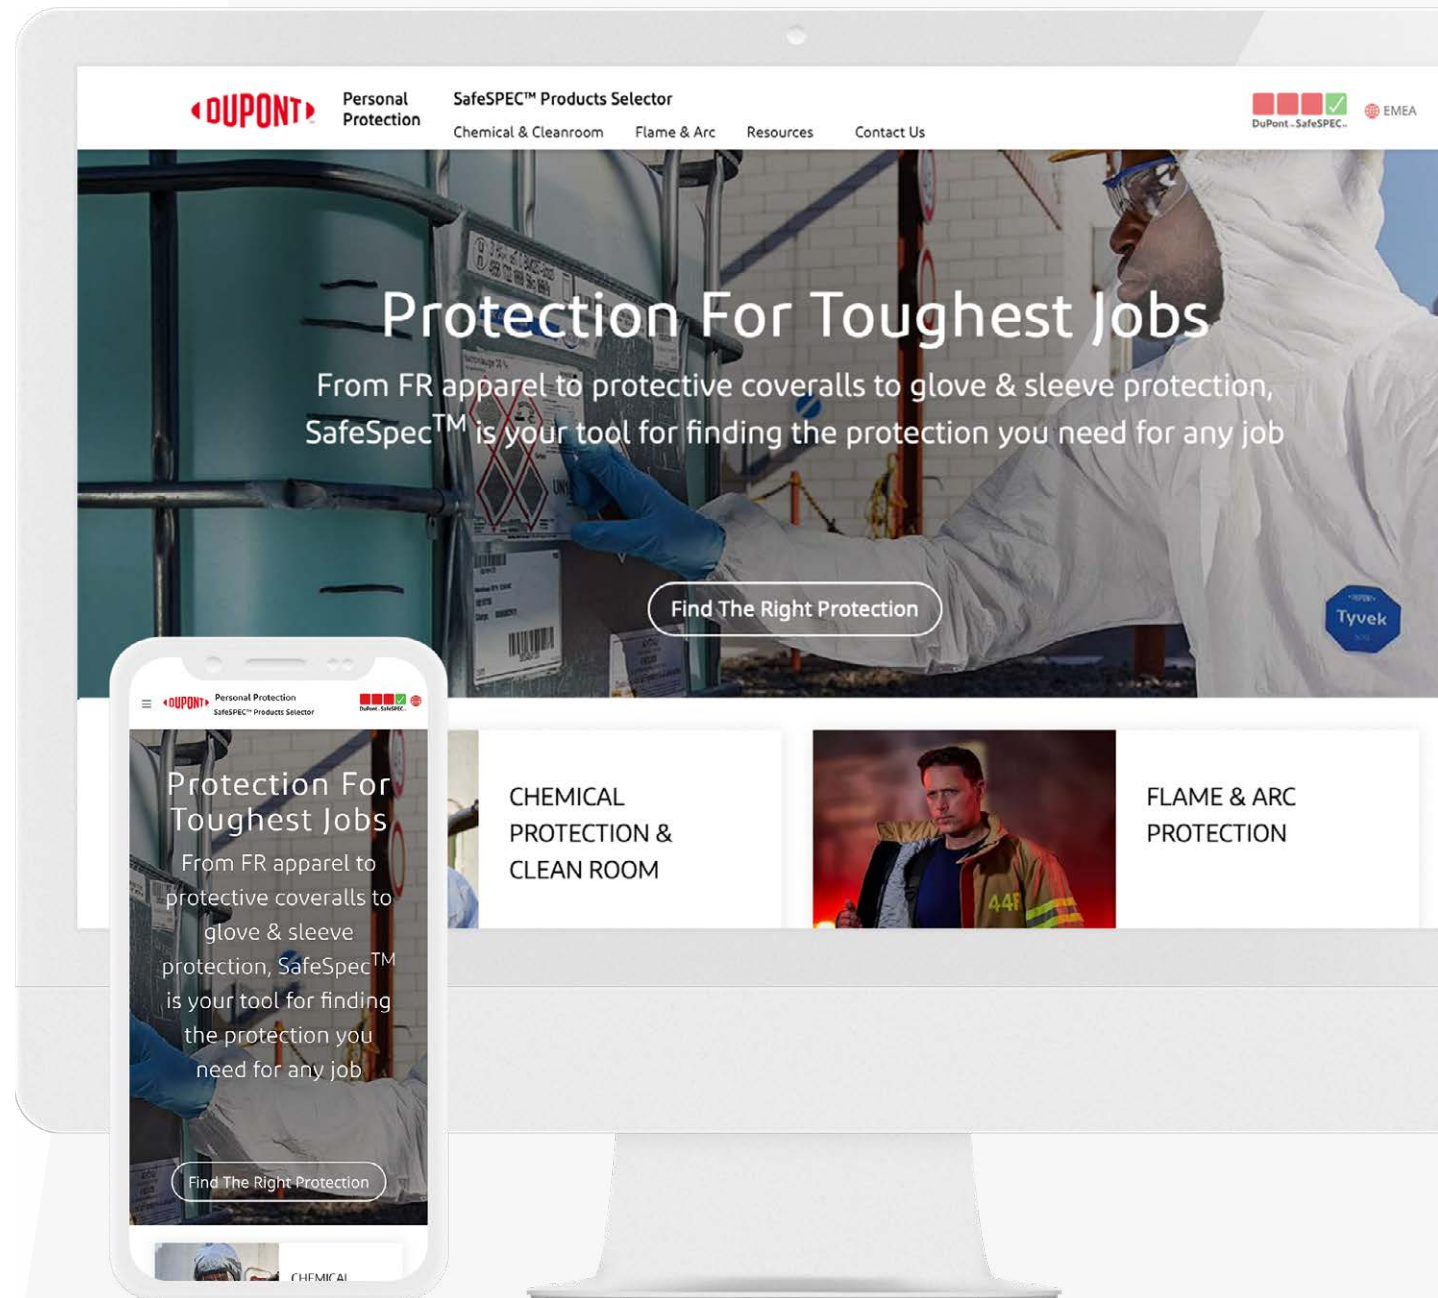 DUPONT
Personal
Protection
SafeSPEC™ Products Selector
Chemical & Cleanroom Flame & Arc Resources Contact Us
DuPont™ SafeSPEC™
EMEA
Protection For Toughest Jobs
From FR apparel to protective coveralls to glove & sleeve protection,
SafeSpec™ is your tool for finding the protection you need for any job
Find The Right Protection
Tyvek
CHEMICAL
PROTECTION &
CLEAN ROOM
FLAME & ARC
PROTECTION
DUPONT
Personal Protection
SafeSPEC™ Products Selector
DuPont™ SafeSPEC™
Protection For
Toughest Jobs
From FR apparel to
protective coveralls to
glove & sleeve
protection, SafeSpec™
is your tool for finding
the protection you
need for any job
Find The Right Protection
CHEMICAL